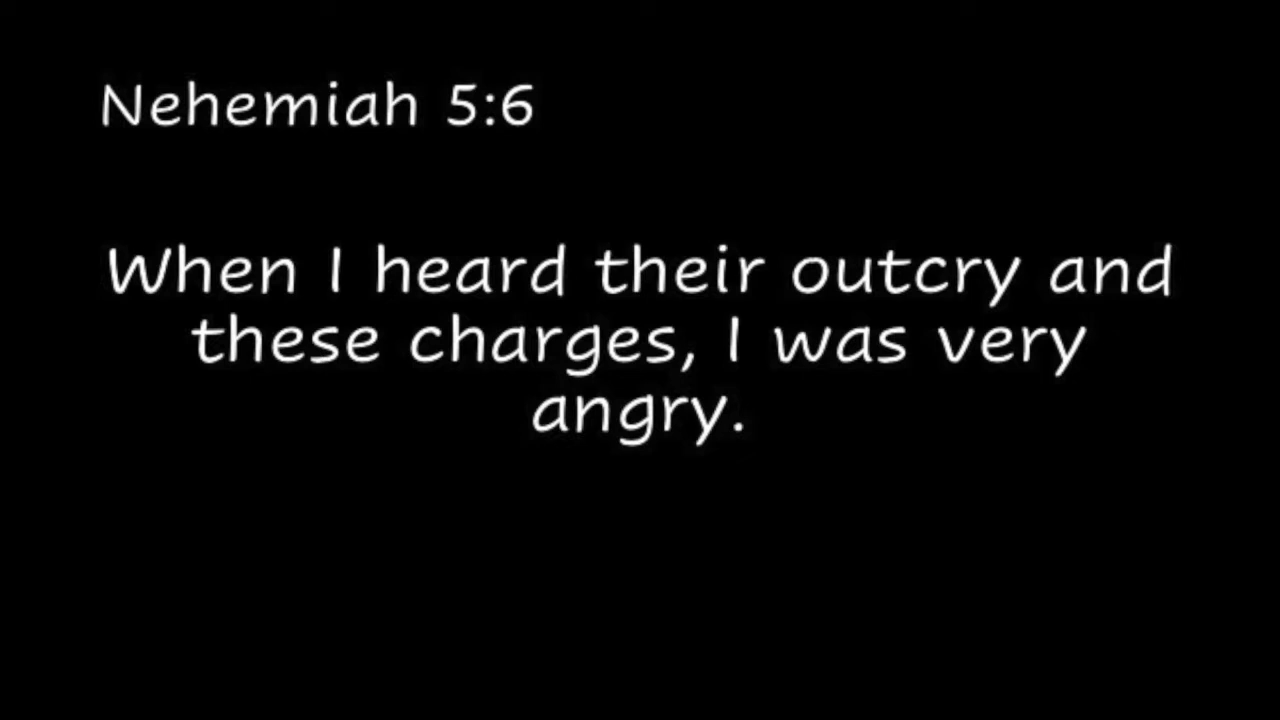 Nehemiah 5:6
When I heard their outcry and
these charges, I was very
angry.